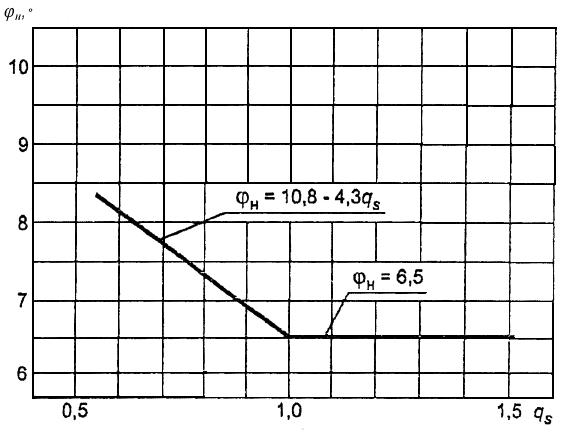 φн,°
10
9
φн = 10,8 - 4,3qs
8
φн = 6,5
7
6
0,5 1,0 1,5 qs